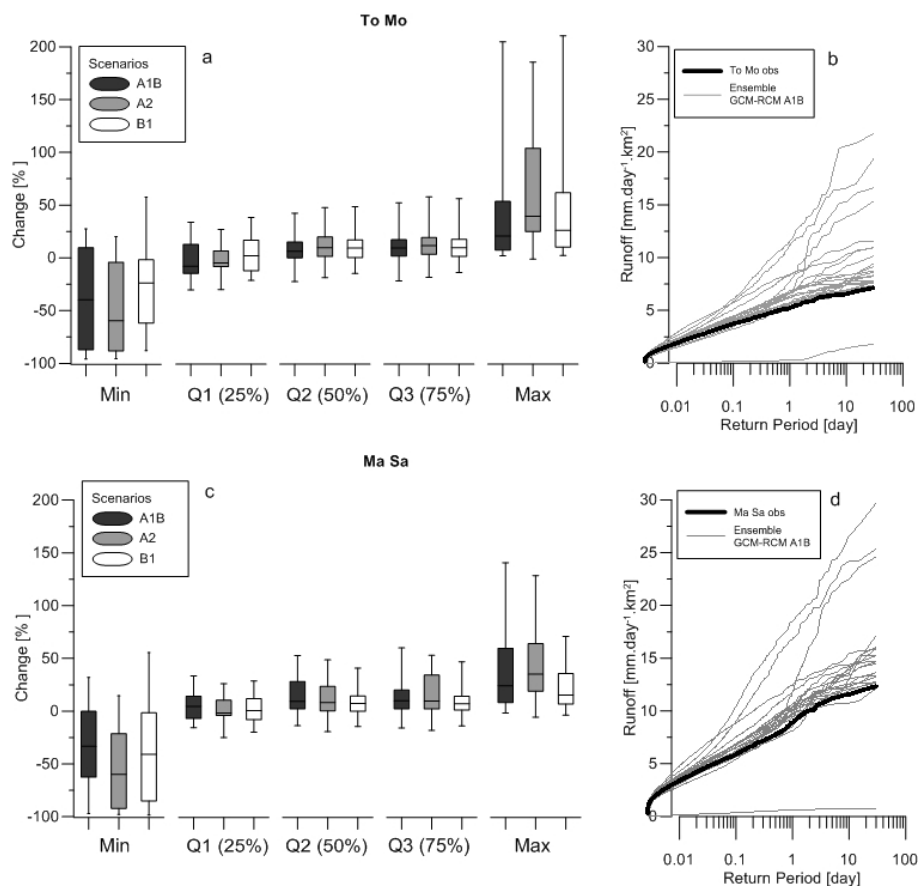 To Mo
a
Scenarios
A1B
A2
B1
200
150
100
50
0
-50
-100
Change [%]
Min
Q1 (25%)
Q2 (50%)
Q3 (75%)
Max
b
To Mo obs
Ensemble
GCM-RCM A1B
30
25
20
15
10
5
0
Runoff [mm.day⁻¹.km²]
0.01
0.1
1
10
100
Return Period [day]
Ma Sa
c
Scenarios
A1B
A2
B1
200
150
100
50
0
-50
-100
Change [% ]
Min
Q1 (25%)
Q2 (50%)
Q3 (75%)
Max
d
Ma Sa obs
Ensemble
GCM-RCM A1B
30
25
20
15
10
5
0
Runoff [mm.day⁻¹.km²]
0.01
0.1
1
10
100
Return Period [day]